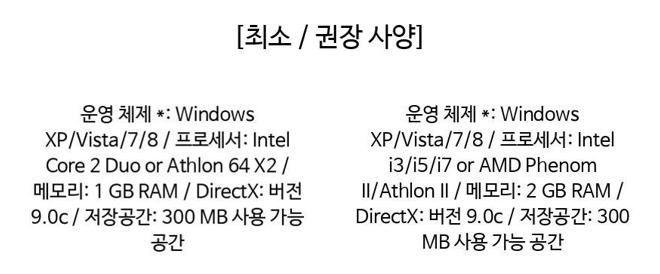 [최소 / 권장 사양]
운영 체제 *: Windows
XP/Vista/7/8 / 프로세서: Intel
Core 2 Duo or Athlon 64 X2 /
메모리: 1 GB RAM / DirectX: 버전
9.0c / 저장공간: 300 MB 사용 가능
공간
운영 체제 *: Windows
XP/Vista/7/8 / 프로세서: Intel
i3/i5/i7 or AMD Phenom
II/Athlon II / 메모리: 2 GB RAM /
DirectX: 버전 9.0c / 저장공간: 300
MB 사용 가능 공간